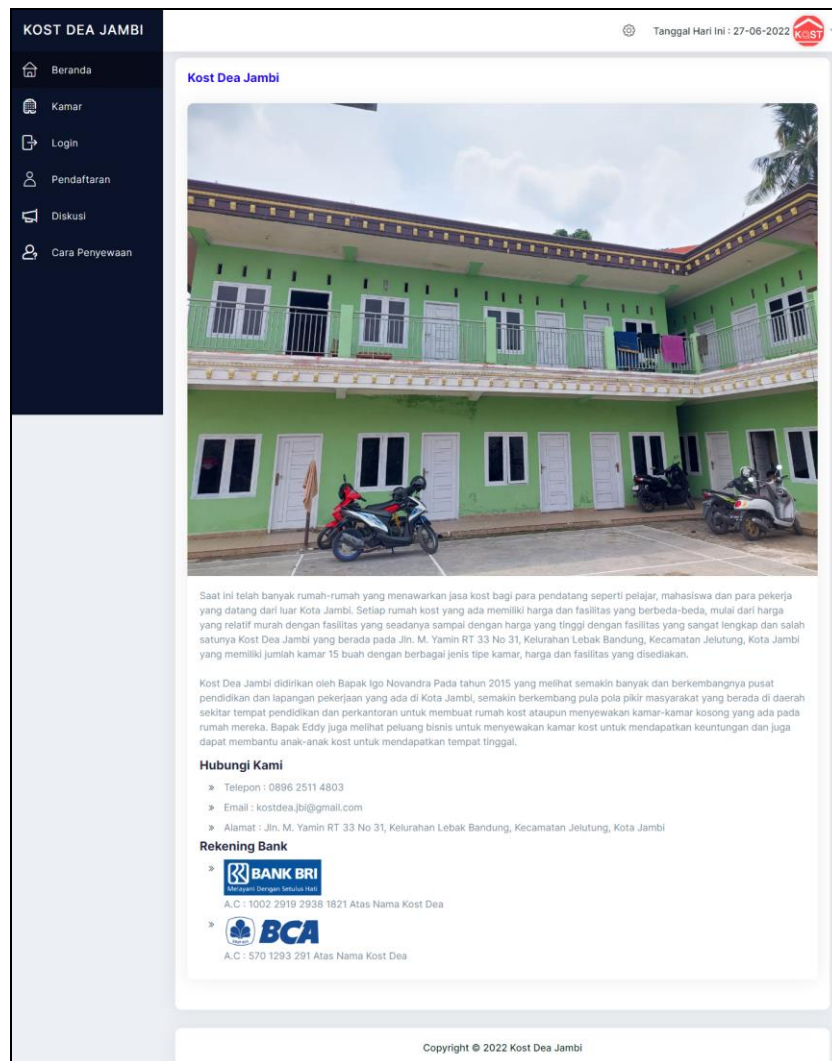 KOST DEA JAMBI
Tanggal Hari Ini : 27-06-2022
KOST
Beranda
Kamar
Login
Pendaftaran
Diskusi
Cara Penyewaan
Kost Dea Jambi
Saat ini telah banyak rumah-rumah yang menawarkan jasa kost bagi para pendatang seperti pelajar, mahasiswa dan para pekerja
yang datang dari luar Kota Jambi. Setiap rumah kost yang ada memiliki harga dan fasilitas yang berbeda-beda, mulai dari harga
yang relatif murah dengan fasilitas yang seadanya sampai dengan harga yang tinggi dengan fasilitas yang sangat lengkap dan salah
satunya Kost Dea Jambi yang berada pada Jln. M. Yamin RT 33 No 31, Kelurahan Lebak Bandung, Kecamatan Jelutung, Kota Jambi
yang memiliki jumlah kamar 15 buah dengan berbagai jenis tipe kamar, harga dan fasilitas yang disediakan.
Kost Dea Jambi didirikan oleh Bapak Igo Novandra Pada tahun 2015 yang melihat semakin banyak dan berkembangnya pusat
pendidikan dan lapangan pekerjaan yang ada di Kota Jambi, semakin berkembang pula pola pikir masyarakat yang berada di daerah
sekitar tempat pendidikan dan perkantoran untuk membuat rumah kost ataupun menyewakan kamar-kamar kosong yang ada pada
rumah mereka. Bapak Eddy juga melihat peluang bisnis untuk menyewakan kamar kost untuk mendapatkan keuntungan dan juga
dapat membantu anak-anak kost untuk mendapatkan tempat tinggal.
Hubungi Kami
» Telepon : 0896 2511 4803
» Email : kostdea.jbi@gmail.com
» Alamat : Jln. M. Yamin RT 33 No 31, Kelurahan Lebak Bandung, Kecamatan Jelutung, Kota Jambi
Rekening Bank
» BANK BRI
Melayani Dengan Setulus Hati
A.C : 1002 2919 2938 1821 Atas Nama Kost Dea
» BCA
A.C : 570 1293 291 Atas Nama Kost Dea
Copyright © 2022 Kost Dea Jambi